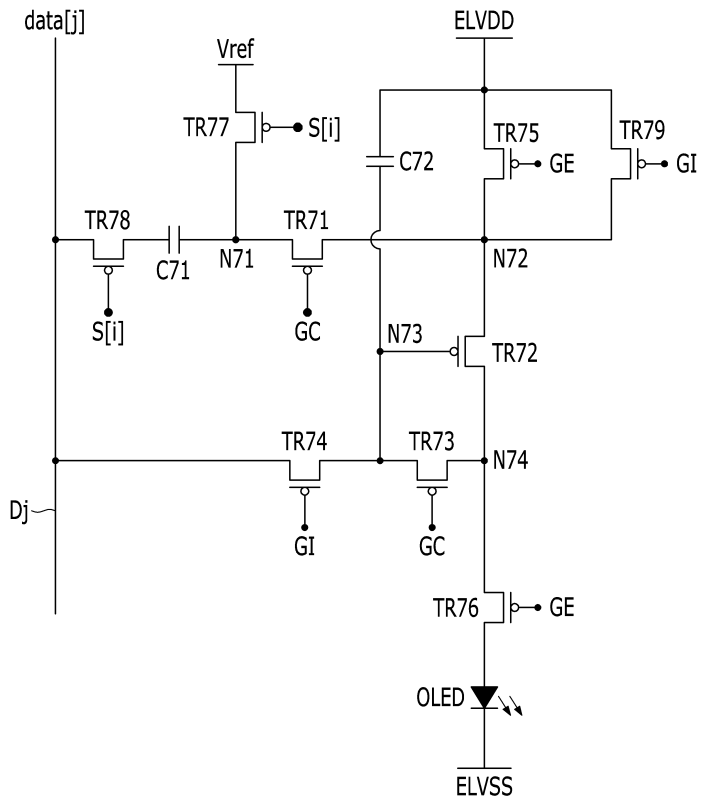 data[j]
ELVDD
Vref
TR77
S[i]
C72
TR75
GE
TR79
GI
TR78
C71
N71
TR71
N72
S[i]
GC
N73
TR72
TR74
TR73
N74
Dj
GI
GC
TR76
GE
OLED
ELVSS